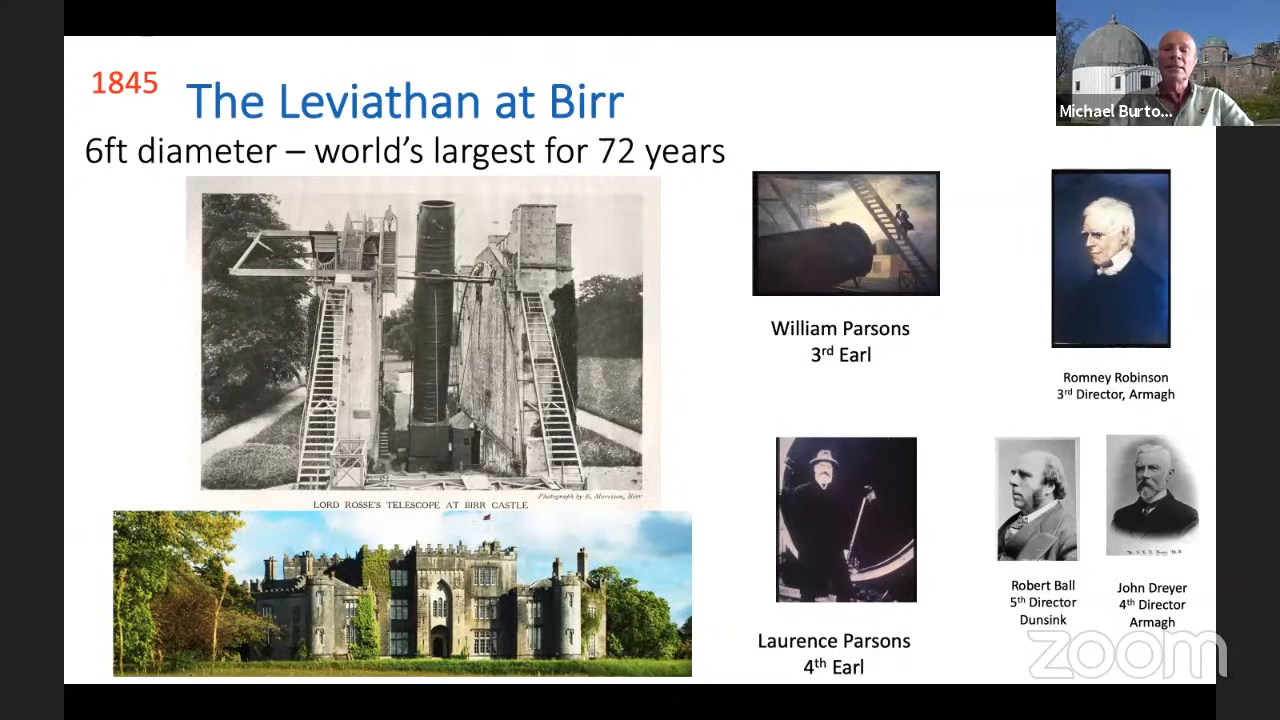 1845
The Leviathan at Birr
6ft diameter – world's largest for 72 years
Michael Burto...
Photograph by E. Morrison, Birr
LORD ROSSE'S TELESCOPE AT BIRR CASTLE
William Parsons
3rd Earl
Romney Robinson
3rd Director, Armagh
Laurence Parsons
4th Earl
Robert Ball
5th Director
Dunsink
John Dreyer
4th Director
Armagh
zoom